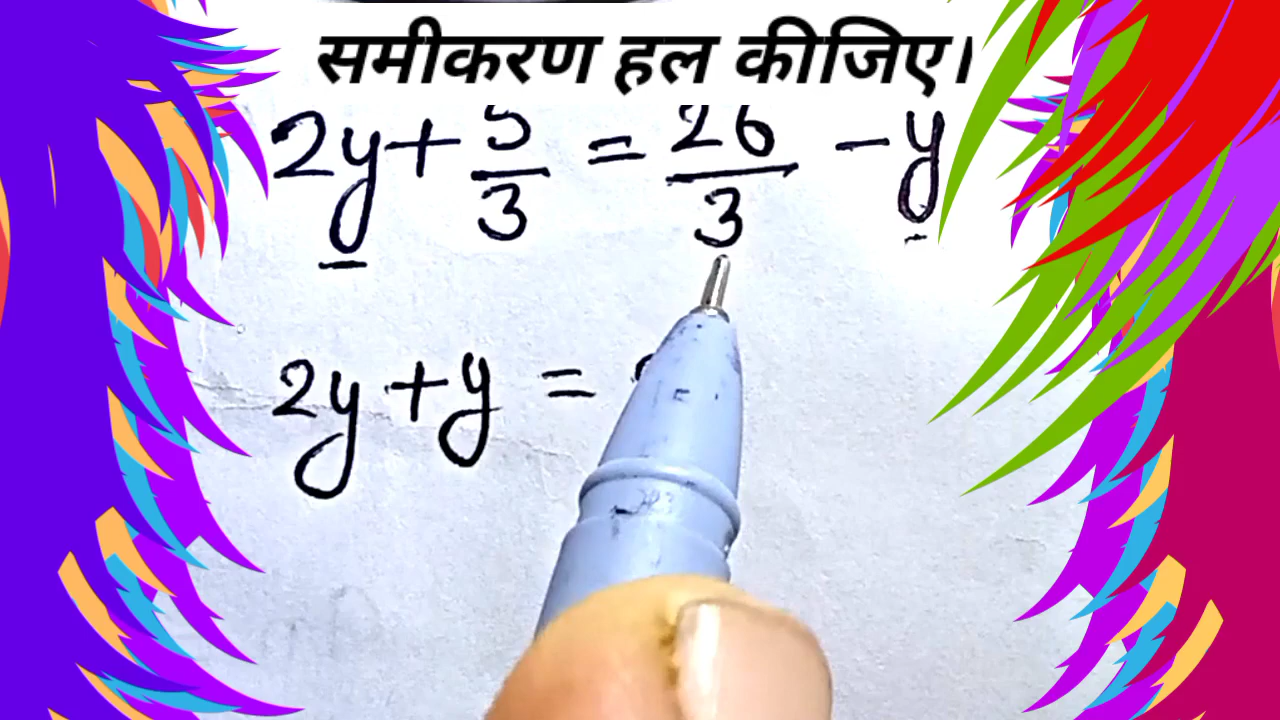 समीकरण हल कीजिए।
2y + 5/3 = 26/3 - y
2y + y =